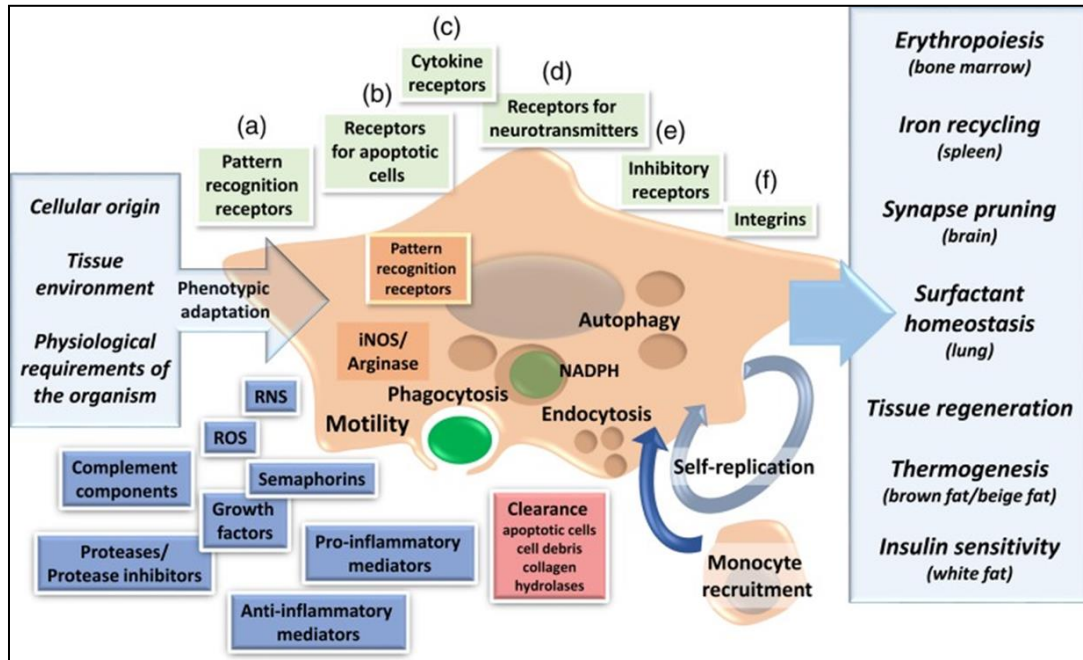 (a)
Pattern
recognition
receptors
(b)
Receptors
for apoptotic
cells
(c)
Cytokine
receptors
(d)
Receptors for
neurotransmitters
(e)
Inhibitory
receptors
(f)
Integrins
Cellular origin
Tissue
environment
Physiological
requirements of
the organism
Phenotypic
adaptation
Pattern
recognition
receptors
iNOS/
Arginase
Autophagy
NADPH
Phagocytosis
Endocytosis
Motility
RNS
ROS
Complement
components
Semaphorins
Growth
factors
Proteases/
Protease inhibitors
Pro-inflammatory
mediators
Anti-inflammatory
mediators
Clearance
apoptotic cells
cell debris
collagen
hydrolases
Self-replication
Monocyte
recruitment
Erythropoiesis
(bone marrow)
Iron recycling
(spleen)
Synapse pruning
(brain)
Surfactant
homeostasis
(lung)
Tissue regeneration
Thermogenesis
(brown fat/beige fat)
Insulin sensitivity
(white fat)